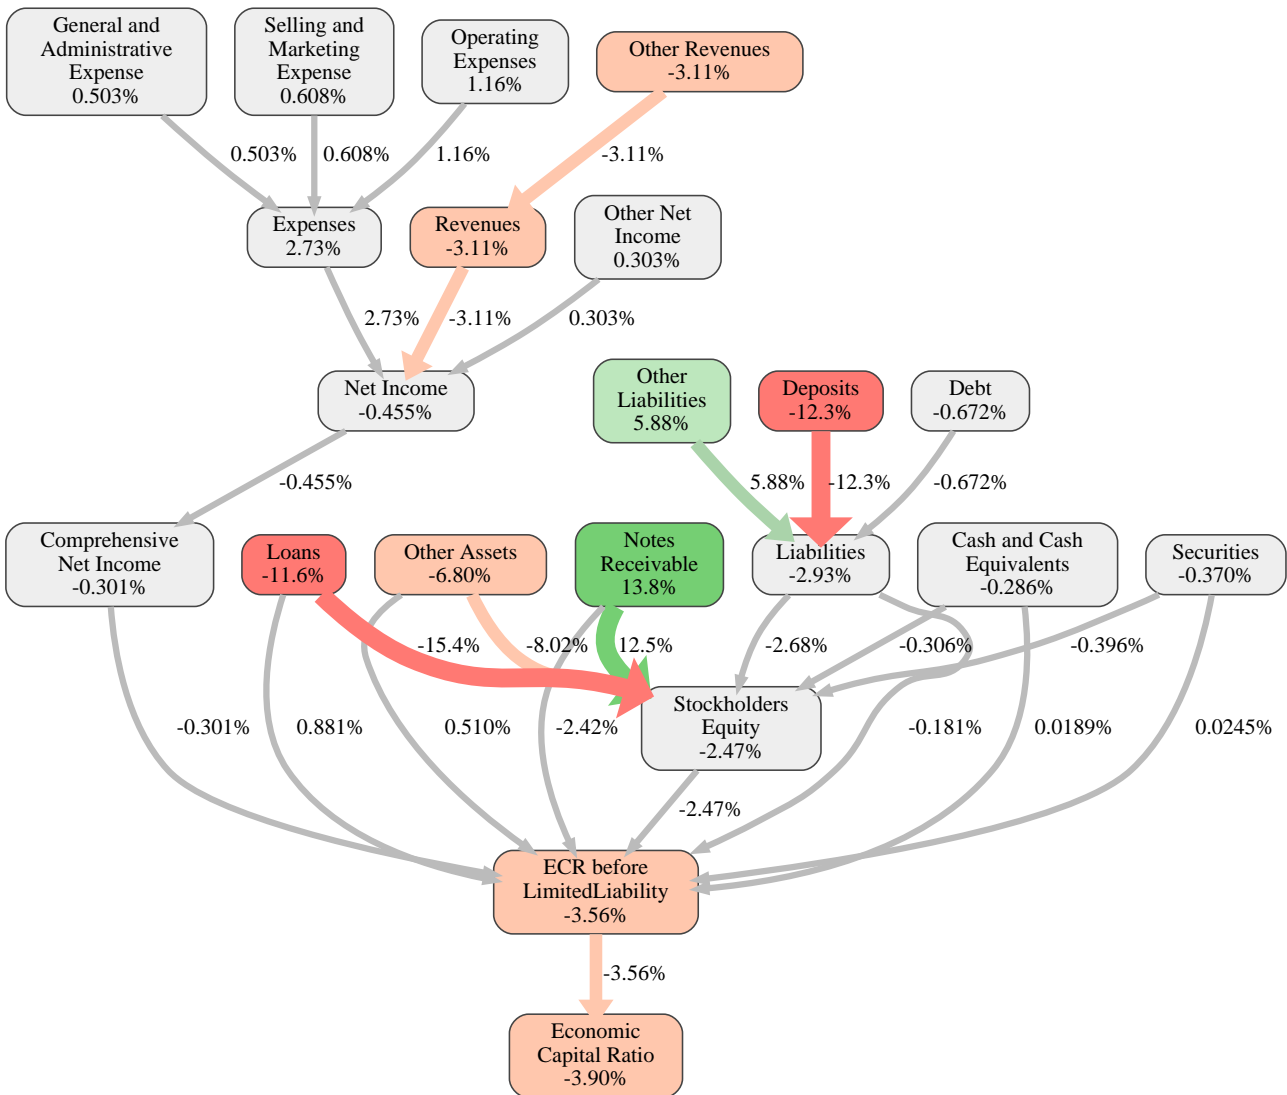 General and
Administrative
Expense
0.503%
Selling and
Marketing
Expense
0.608%
Operating
Expenses
1.16%
Other Revenues
-3.11%
0.503%
0.608%
1.16%
-3.11%
Expenses
2.73%
Revenues
-3.11%
Other Net
Income
0.303%
2.73%
-3.11%
0.303%
Net Income
-0.455%
Other
Liabilities
5.88%
Deposits
-12.3%
Debt
-0.672%
-0.455%
5.88%
-12.3%
-0.672%
Comprehensive
Net Income
-0.301%
Loans
-11.6%
Other Assets
-6.80%
Notes
Receivable
13.8%
Liabilities
-2.93%
Cash and Cash
Equivalents
-0.286%
Securities
-0.370%
-15.4%
-8.02%
12.5%
-2.68%
-0.306%
-0.396%
Stockholders
Equity
-2.47%
-0.301%
0.881%
0.510%
-2.42%
-0.181%
0.0189%
0.0245%
-2.47%
ECR before
LimitedLiability
-3.56%
-3.56%
Economic
Capital Ratio
-3.90%